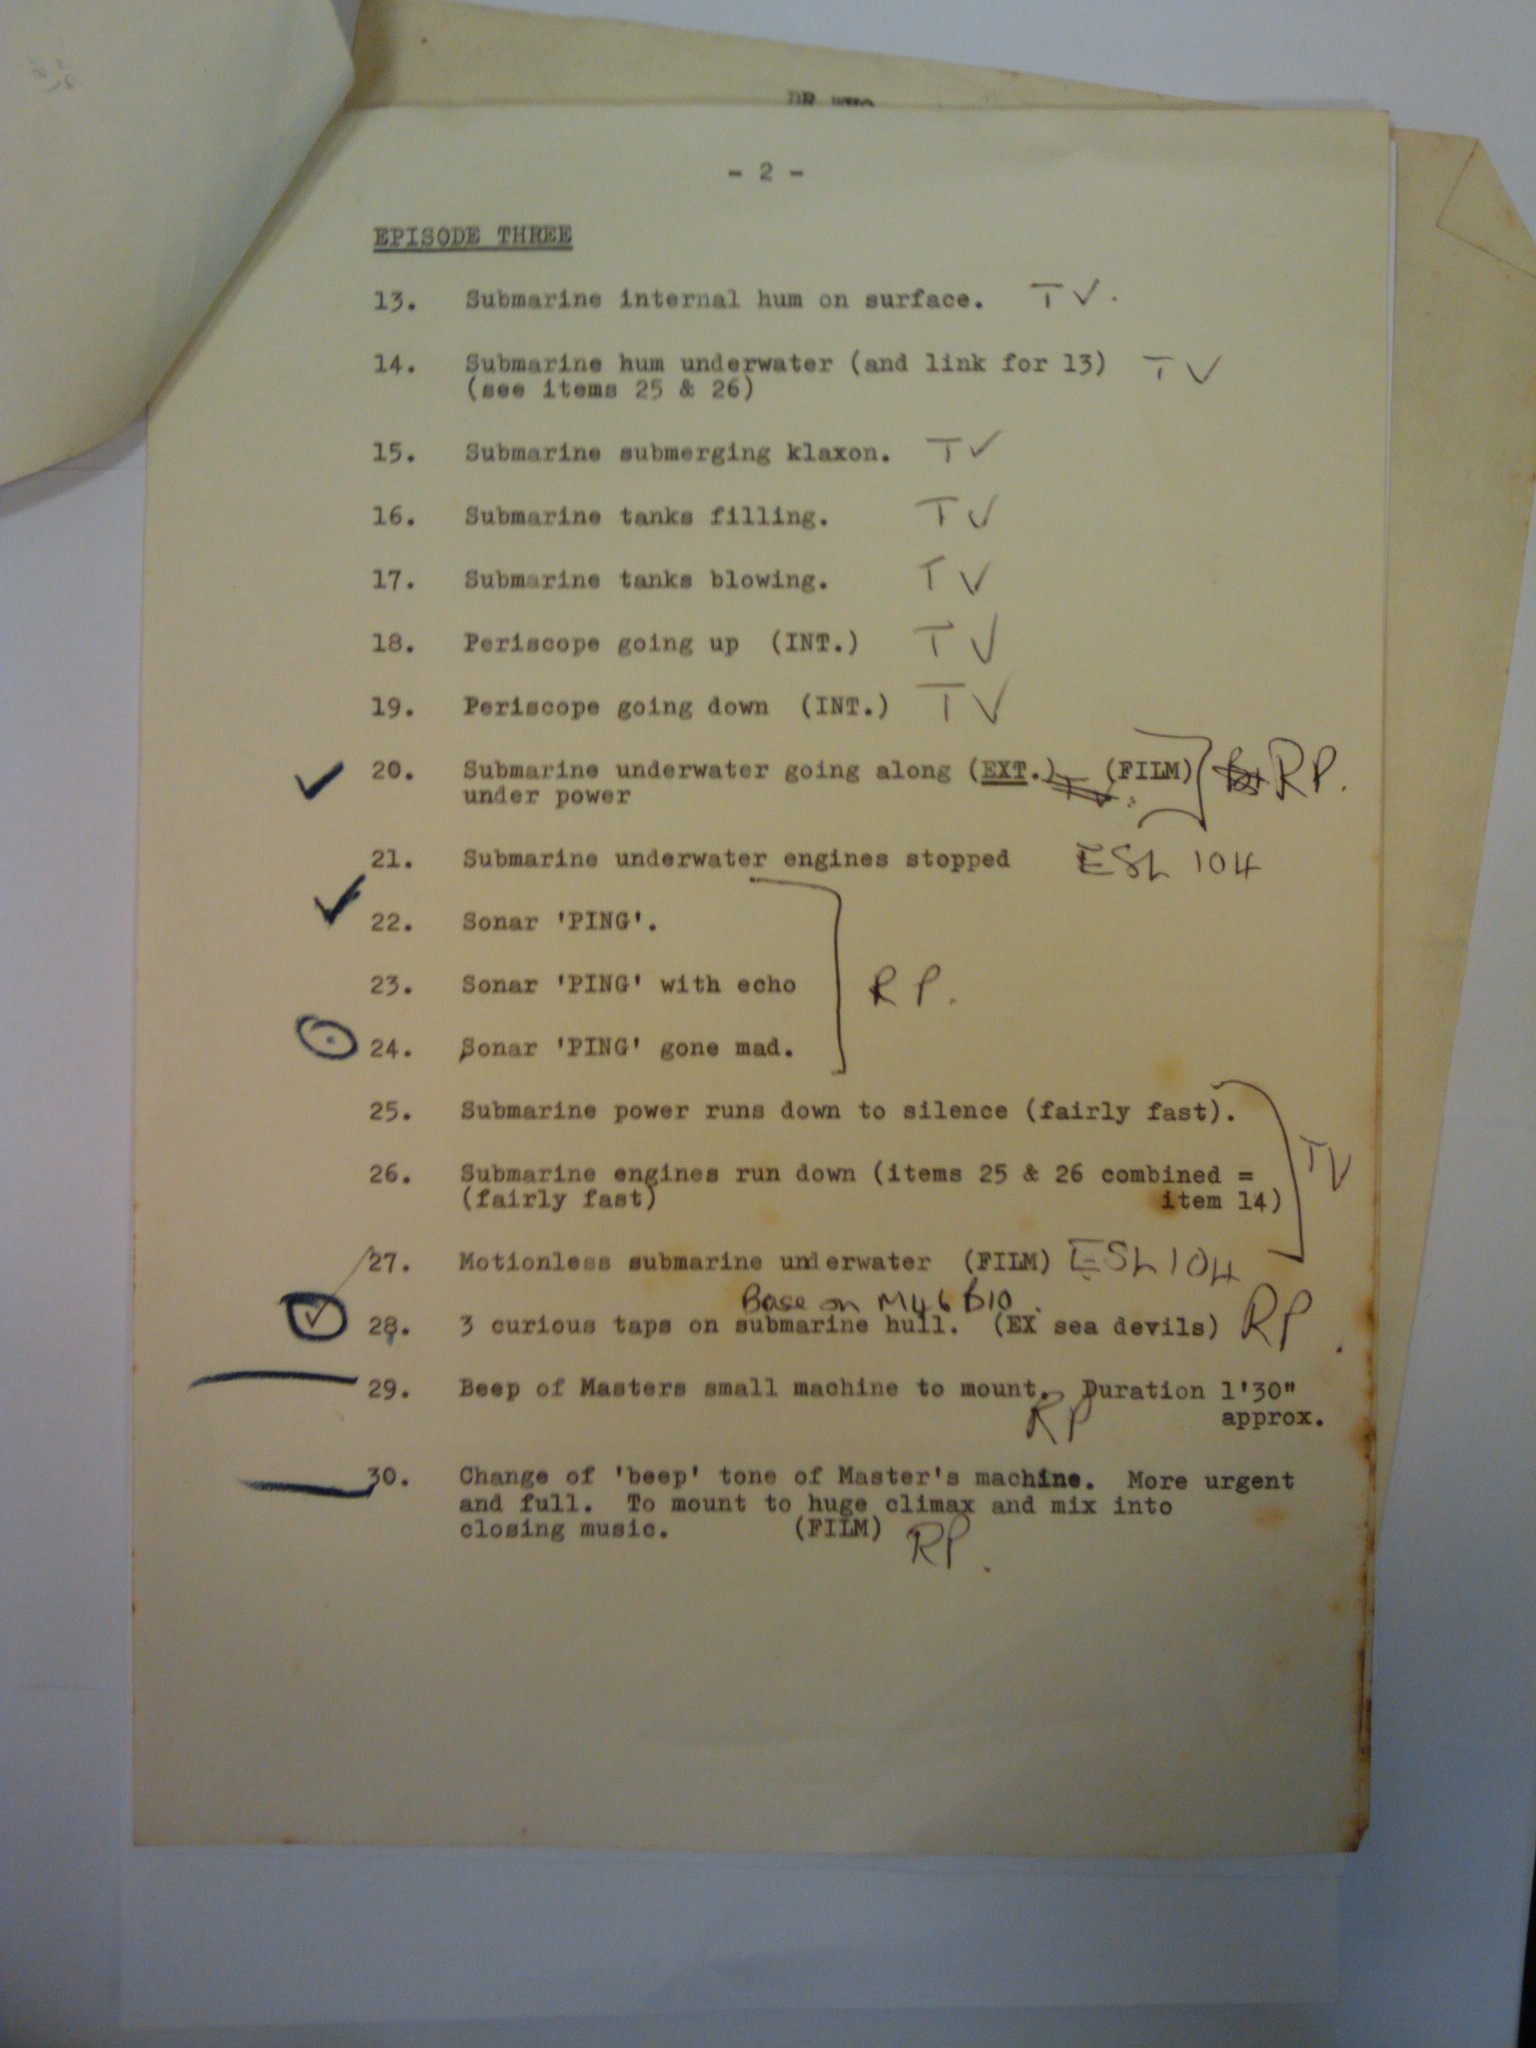 - 2 -
EPISODE THREE
13. Submarine internal hum on surface. TV.
14. Submarine hum underwater (and link for 13) TV
(see items 25 & 26)
15. Submarine submerging klaxon. TV
16. Submarine tanks filling. TV
17. Submarine tanks blowing. TV
18. Periscope going up (INT.) TV
19. Periscope going down (INT.) TV
20. Submarine underwater going along (EXT.) (FILM) RP.
under power
21. Submarine underwater engines stopped ESL 104
22. Sonar 'PING'.
23. Sonar 'PING' with echo RP.
24. Sonar 'PING' gone mad.
25. Submarine power runs down to silence (fairly fast).
TV
26. Submarine engines run down (items 25 & 26 combined =
(fairly fast) item 14)
27. Motionless submarine underwater (FILM) ESL 104
Base on M46 B10.
28. 3 curious taps on submarine hull. (EX sea devils) RP.
29. Beep of Masters small machine to mount. Duration 1'30"
RP approx.
30. Change of 'beep' tone of Master's machine. More urgent
and full. To mount to huge climax and mix into
closing music. (FILM) RP.